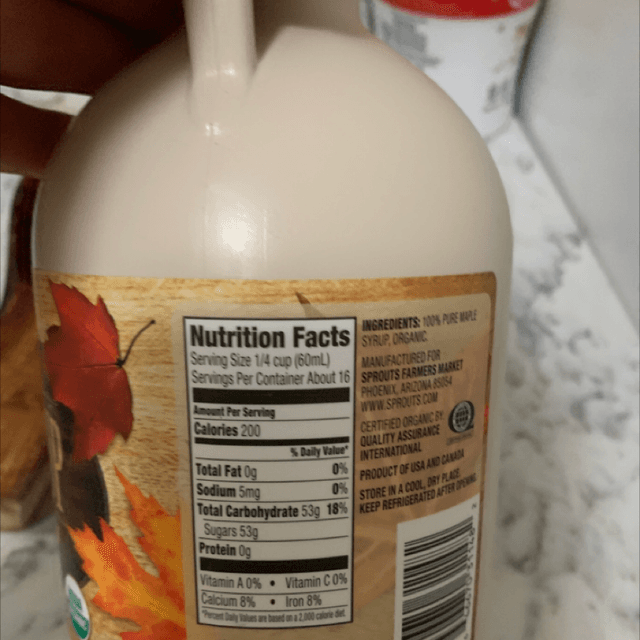 Nutrition Facts
Serving Size 1/4 cup (60mL)
Servings Per Container About 16
Amount Per Serving
Calories 200
% Daily Value*
Total Fat 0g 0%
Sodium 5mg 0%
Total Carbohydrate 53g 18%
Sugars 53g
Protein 0g
Vitamin A 0% • Vitamin C 0%
Calcium 8% • Iron 8%
*Percent Daily Values are based on a 2,000 calorie diet.
INGREDIENTS: 100% PURE MAPLE
SYRUP, ORGANIC.
MANUFACTURED FOR
SPROUTS FARMERS MARKET
PHOENIX, ARIZONA 85054
WWW.SPROUTS.COM
CERTIFIED ORGANIC BY
QUALITY ASSURANCE
INTERNATIONAL
PRODUCT OF USA AND CANADA
STORE IN A COOL, DRY PLACE.
KEEP REFRIGERATED AFTER OPENING